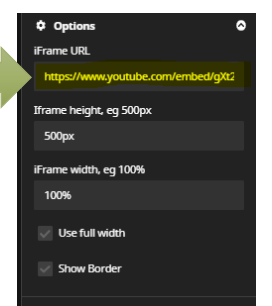 Options
iFrame URL
https://www.youtube.com/embed/gXt2
Iframe height, eg 500px
500px
iFrame width, eg 100%
100%
Use full width
Show Border